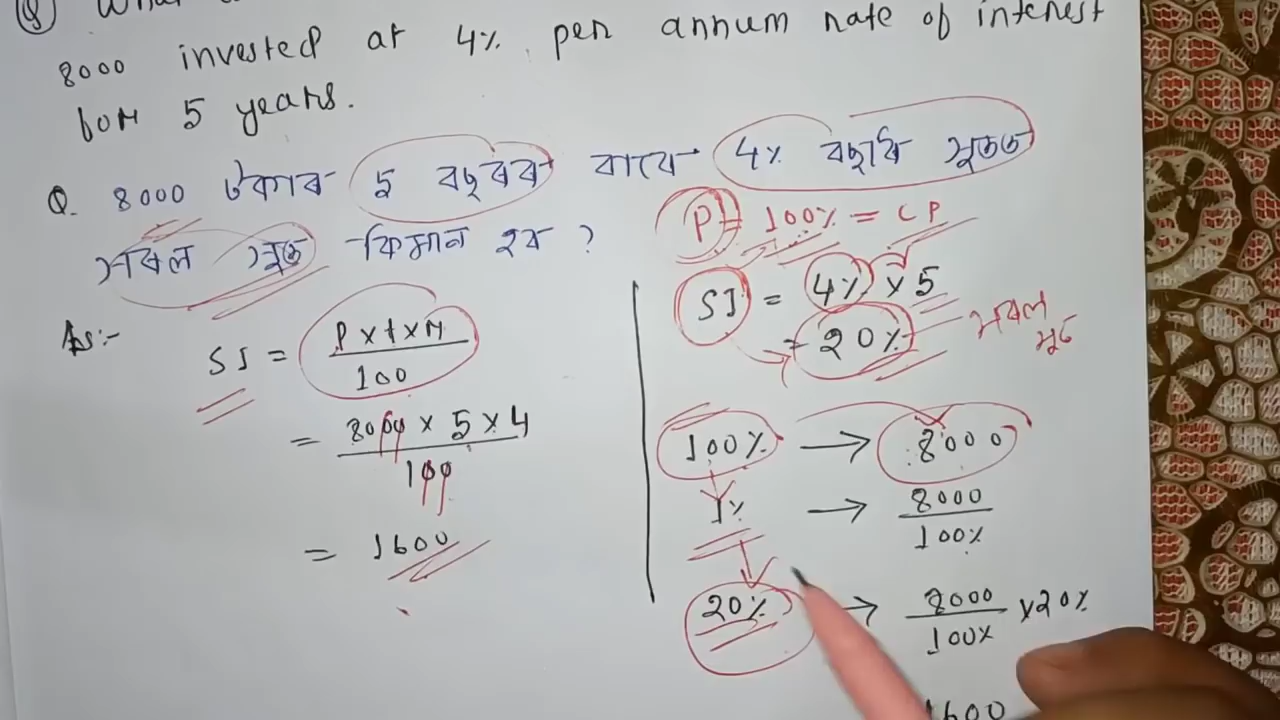 Q What
8000 invested at 4% per annum rate of interest
for 5 years.
Q. 8000 টকাৰ 5 বছৰৰ বাবে 4% বছৰি সুতত
সৰল সুত কিমান হব ?
Ans:-
SI = P x t x r / 100
= 8000 x 5 x 4 / 100
= 1600
P = 100% = CP
SI = 4% x 5
= 20%
সৰল
সুত
100% → 8000
1% → 8000 / 100%
20% → 8000 / 100% x 20%
1600